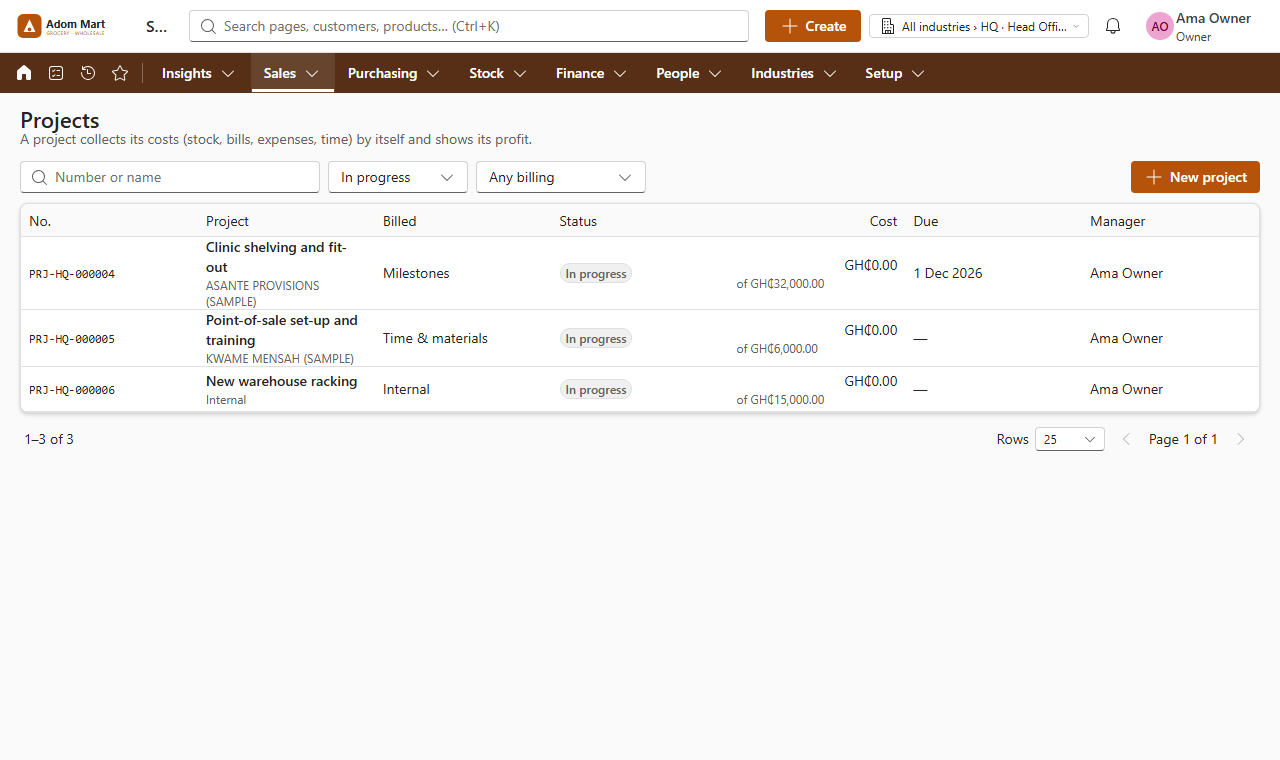 Adom Mart
GROCERY · WHOLESALE
S...
Search pages, customers, products... (Ctrl+K)
Create
All industries › HQ · Head Offi...
AO
Ama Owner
Owner
Insights
Sales
Purchasing
Stock
Finance
People
Industries
Setup
Projects
A project collects its costs (stock, bills, expenses, time) by itself and shows its profit.
Number or name
In progress
Any billing
New project
No. Project Billed Status Cost Due Manager
PRJ-HQ-000004
Clinic shelving and fit-
out
ASANTE PROVISIONS
(SAMPLE)
Milestones
In progress
GH₵0.00
of GH₵32,000.00
1 Dec 2026
Ama Owner
PRJ-HQ-000005
Point-of-sale set-up and
training
KWAME MENSAH (SAMPLE)
Time & materials
In progress
GH₵0.00
of GH₵6,000.00
—
Ama Owner
PRJ-HQ-000006
New warehouse racking
Internal
Internal
In progress
GH₵0.00
of GH₵15,000.00
—
Ama Owner
1–3 of 3
Rows
25
Page 1 of 1